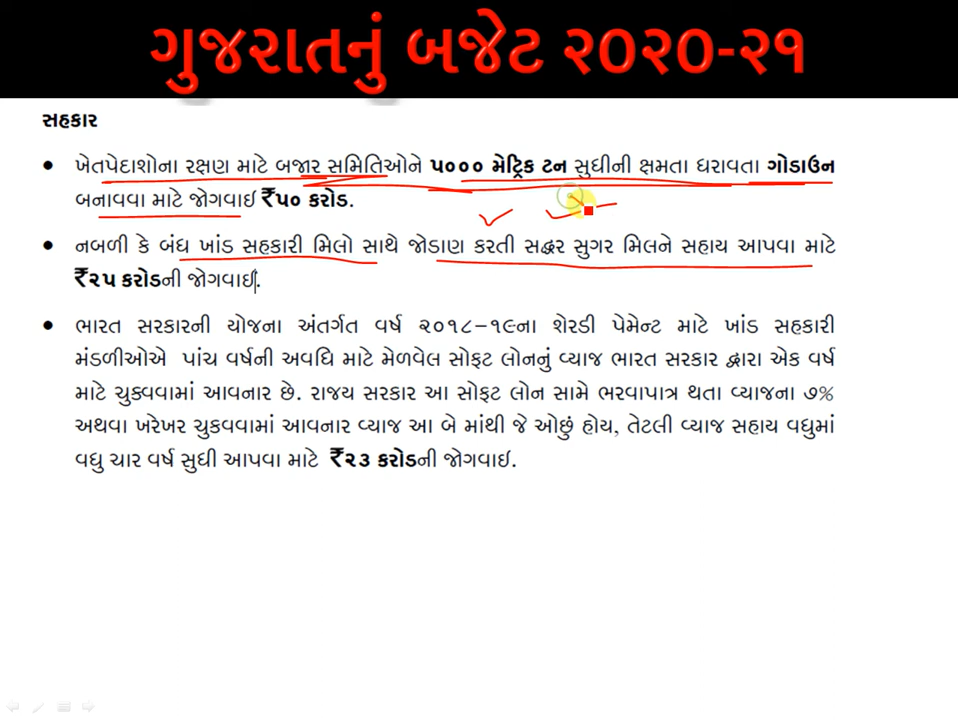 ગુજરાતનું બજેટ ૨૦૨૦-૨૧
સહકાર
• ખેતપેદાશોના રક્ષણ માટે બજાર સમિતિઓને ૫૦૦૦ મેટ્રિક ટન સુધીની ક્ષમતા ધરાવતા ગોડાઉન
બનાવવા માટે જોગવાઈ ₹૫૦ કરોડ.
• નબળી કે બંધ ખાંડ સહકારી મિલો સાથે જોડાણ કરતી સદ્ધર સુગર મિલને સહાય આપવા માટે
₹૨૫ કરોડની જોગવાઈ.
• ભારત સરકારની યોજના અંતર્ગત વર્ષ ૨૦૧૮-૧૯ના શેરડી પેમેન્ટ માટે ખાંડ સહકારી
મંડળીઓએ પાંચ વર્ષની અવધિ માટે મેળવેલ સોફ્ટ લોનનું વ્યાજ ભારત સરકાર દ્વારા એક વર્ષ
માટે ચુકવવામાં આવનાર છે. રાજ્ય સરકાર આ સોફ્ટ લોન સામે ભરવાપાત્ર થતા વ્યાજના ૭%
અથવા ખરેખર ચુકવવામાં આવનાર વ્યાજ આ બે માંથી જે ઓછું હોય, તેટલી વ્યાજ સહાય વધુમાં
વધુ ચાર વર્ષ સુધી આપવા માટે ₹૨૩ કરોડની જોગવાઈ.